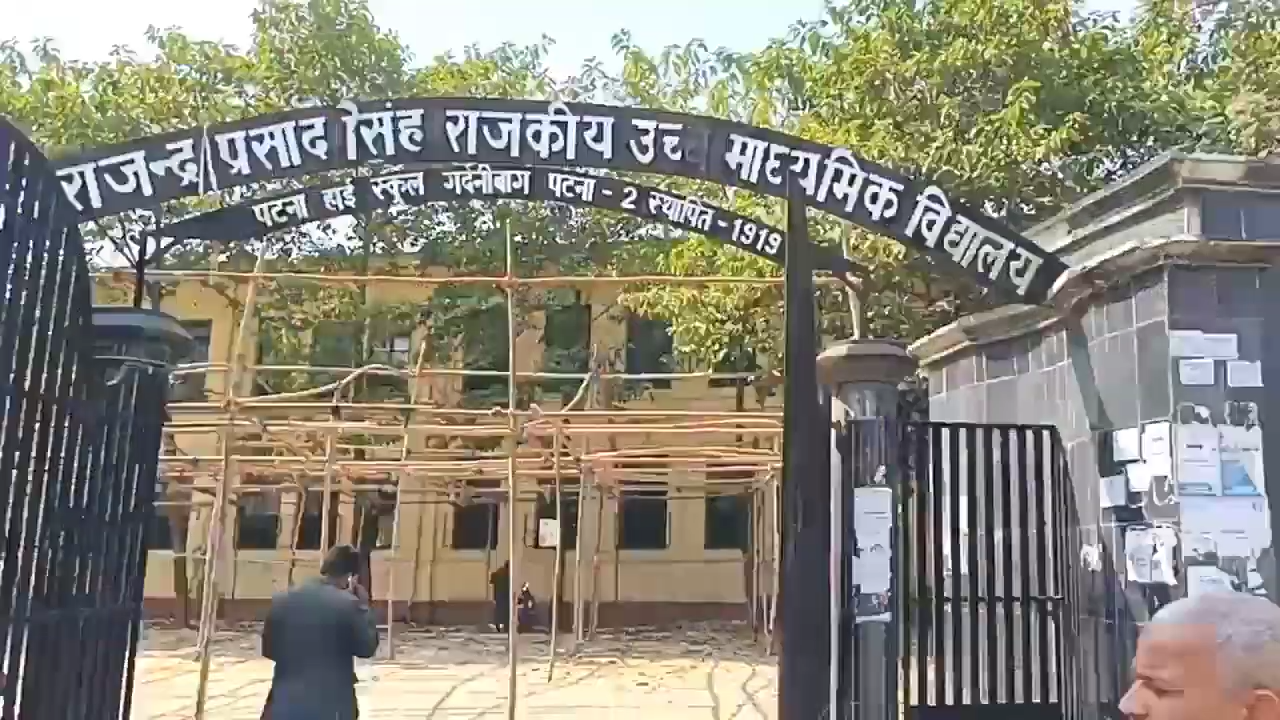 राजेन्द्र प्रसाद सिंह राजकीय उच्च माध्यमिक विद्यालय
पटना हाई स्कूल गर्दनीबाग पटना - 2 स्थापित - 1919